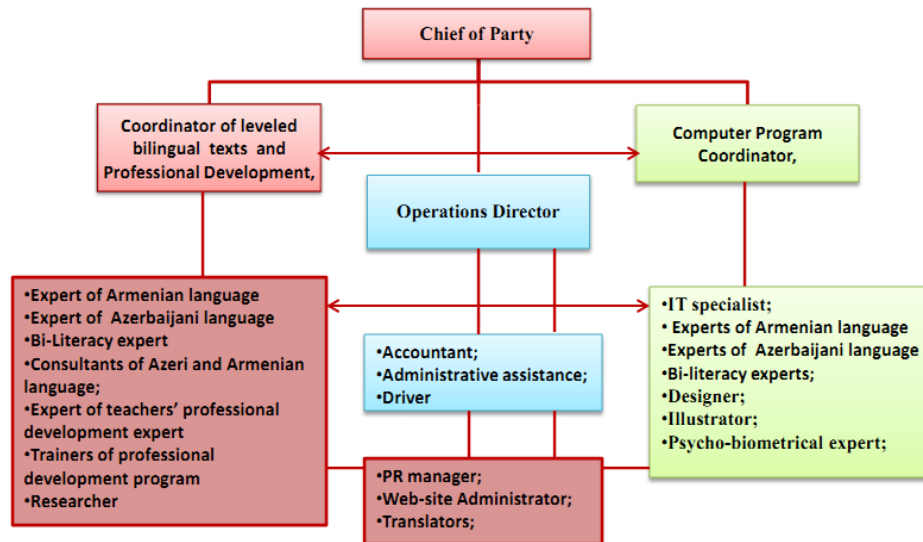 Chief of Party
Coordinator of leveled
bilingual texts and
Professional Development,
Computer Program
Coordinator,
Operations Director
•Expert of Armenian language
•Expert of Azerbaijani language
•Bi-Literacy expert
•Consultants of Azeri and Armenian
language;
•Expert of teachers' professional
development expert
•Trainers of professional
development program
•Researcher
•Accountant;
•Administrative assistance;
•Driver
•IT specialist;
• Experts of Armenian language
•Experts of Azerbaijani language
•Bi-literacy experts;
•Designer;
•Illustrator;
•Psycho-biometrical expert;
•PR manager;
•Web-site Administrator;
•Translators;